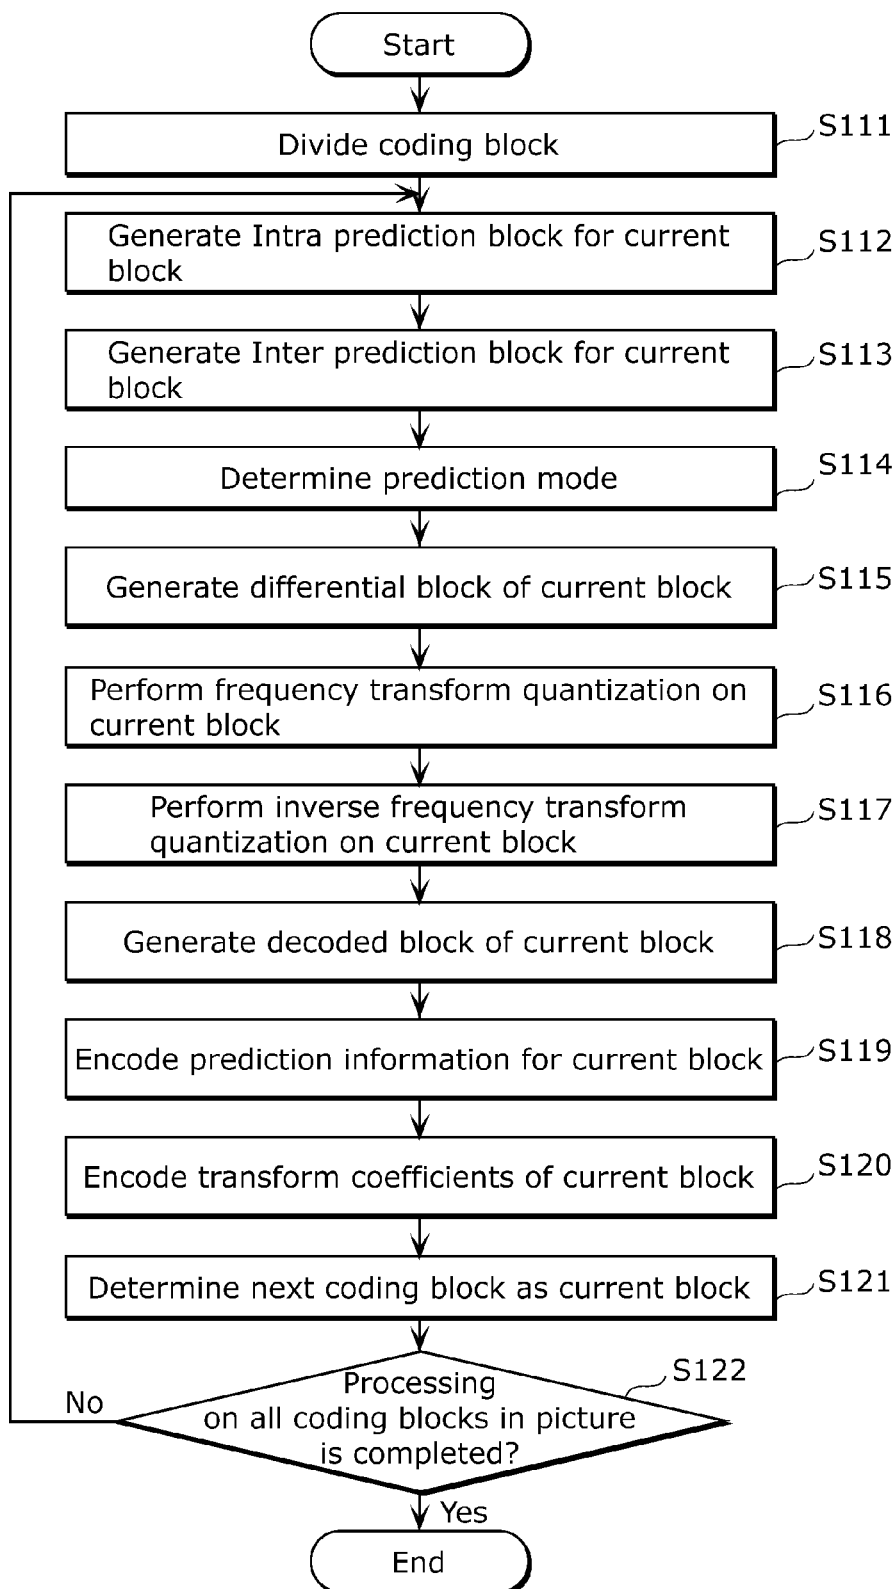 Start
Divide coding block
S111
Generate Intra prediction block for current
block
S112
Generate Inter prediction block for current
block
S113
Determine prediction mode
S114
Generate differential block of current block
S115
Perform frequency transform quantization on
current block
S116
Perform inverse frequency transform
quantization on current block
S117
Generate decoded block of current block
S118
Encode prediction information for current block
S119
Encode transform coefficients of current block
S120
Determine next coding block as current block
S121
Processing
on all coding blocks in picture
is completed?
S122
No
Yes
End